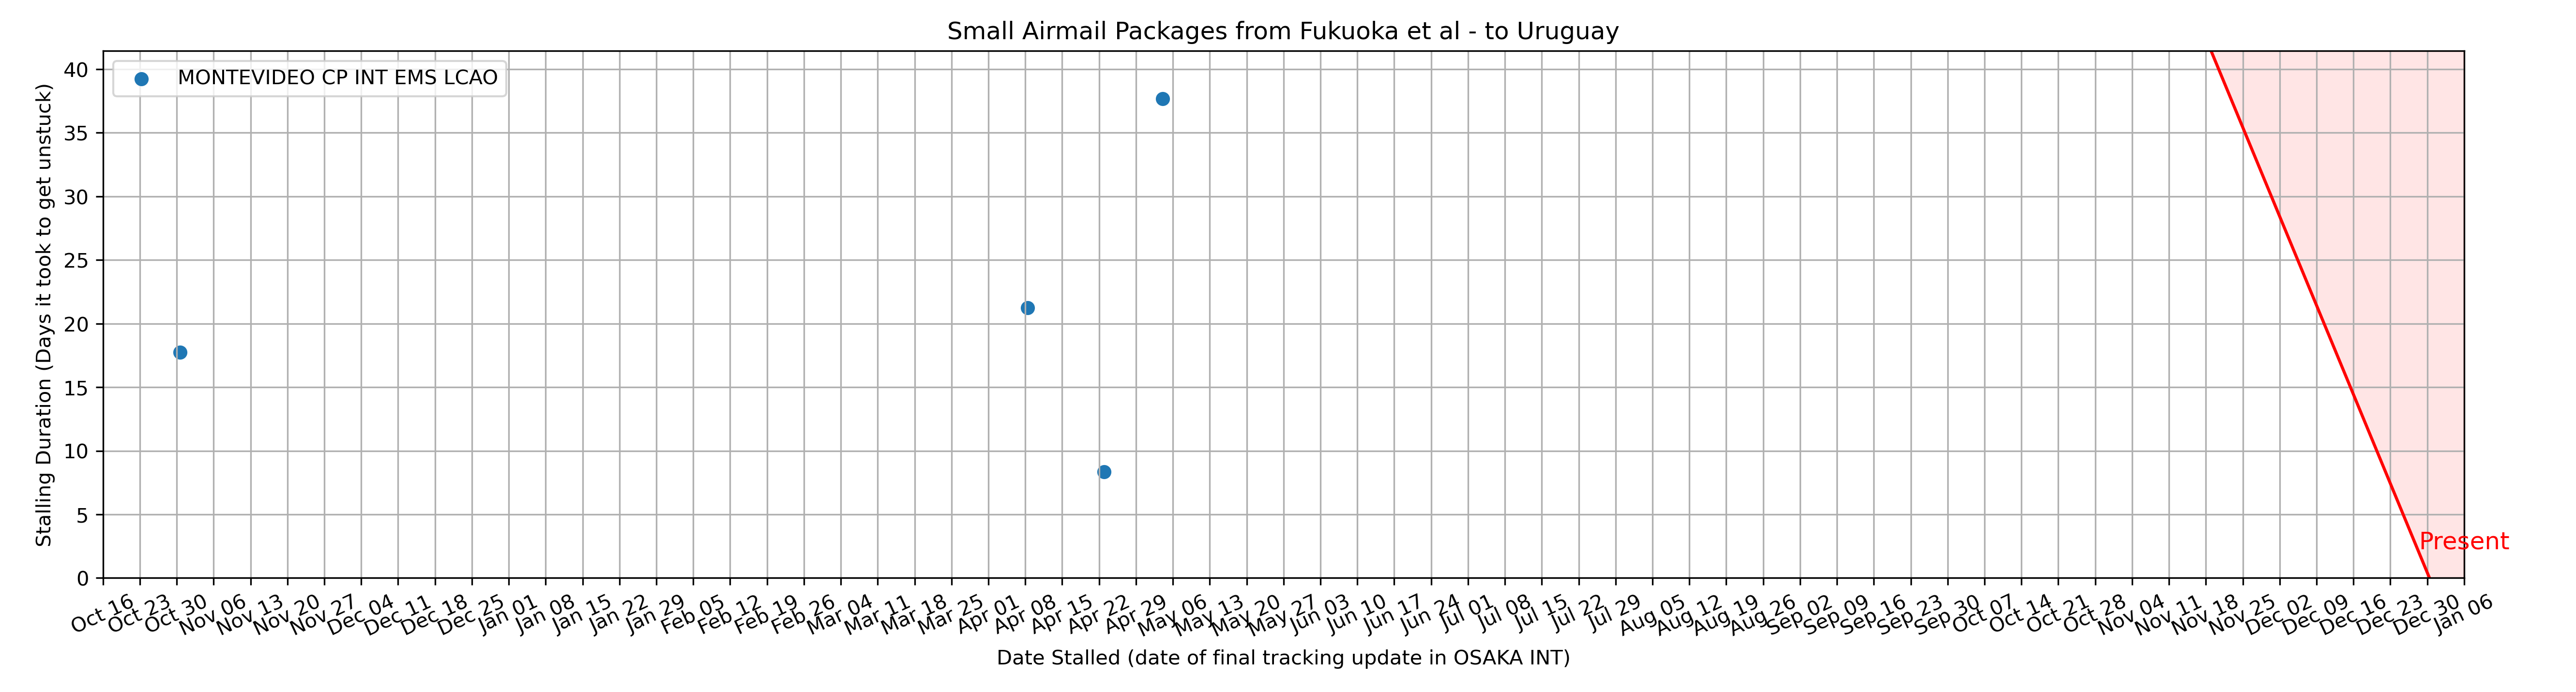 Small Airmail Packages from Fukuoka et al - to Uruguay
MONTEVIDEO CP INT EMS LCAO
Stalling Duration (Days it took to get unstuck)
40
35
30
25
20
15
10
5
0
Present
Oct 16
Oct 23
Oct 30
Nov 06
Nov 13
Nov 20
Nov 27
Dec 04
Dec 11
Dec 18
Dec 25
Jan 01
Jan 08
Jan 15
Jan 22
Jan 29
Feb 05
Feb 12
Feb 19
Feb 26
Mar 04
Mar 11
Mar 18
Mar 25
Apr 01
Apr 08
Apr 15
Apr 22
Apr 29
May 06
May 13
May 20
May 27
Jun 03
Jun 10
Jun 17
Jun 24
Jul 01
Jul 08
Jul 15
Jul 22
Jul 29
Aug 05
Aug 12
Aug 19
Aug 26
Sep 02
Sep 09
Sep 16
Sep 23
Sep 30
Oct 07
Oct 14
Oct 21
Oct 28
Nov 04
Nov 11
Nov 18
Nov 25
Dec 02
Dec 09
Dec 16
Dec 23
Dec 30
Jan 06
Date Stalled (date of final tracking update in OSAKA INT)